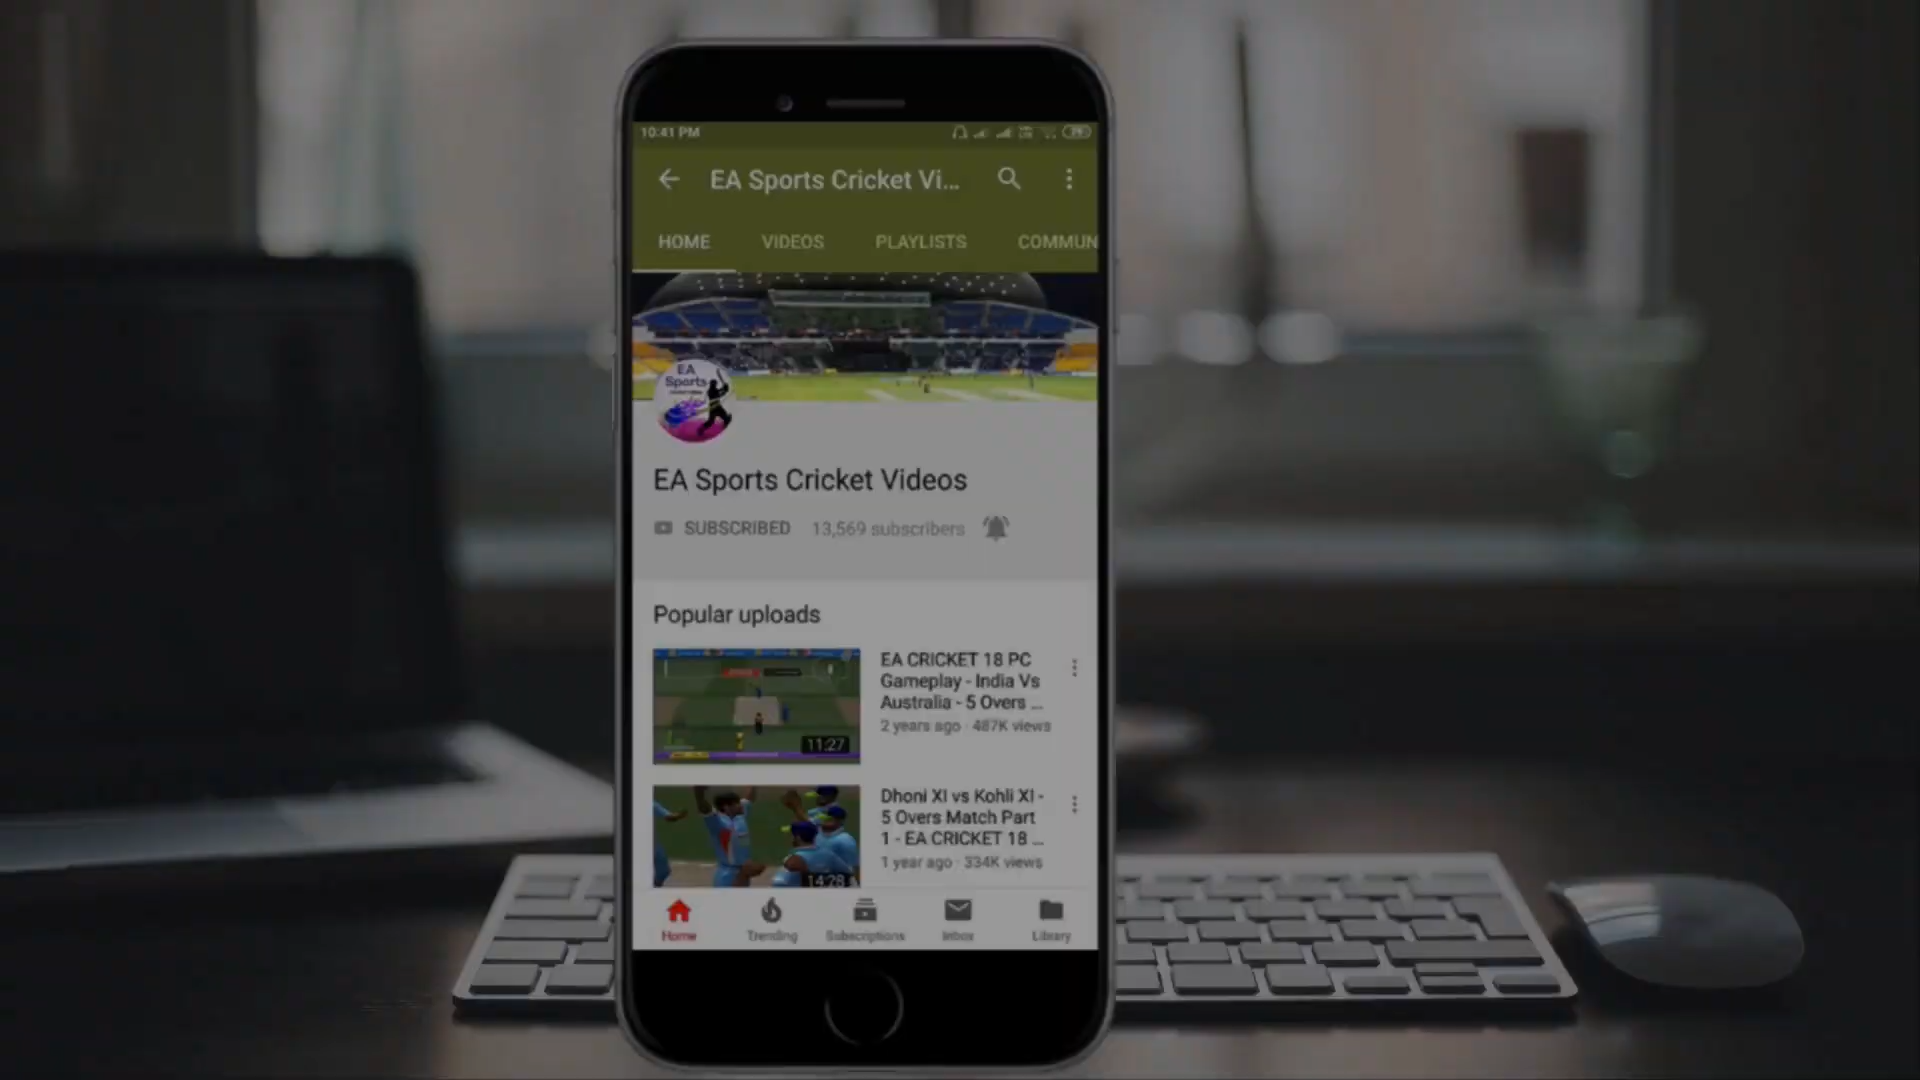 10:41 PM
EA Sports Cricket Vi...
HOME VIDEOS PLAYLISTS COMMUN
EA
Sports
EA Sports Cricket Videos
SUBSCRIBED 13,569 subscribers
Popular uploads
EA CRICKET 18 PC
Gameplay - India Vs
Australia - 5 Overs ...
2 years ago · 487K views
11:27
Dhoni XI vs Kohli XI -
5 Overs Match Part
1 - EA CRICKET 18 ...
1 year ago · 334K views
14:28
Home Trending Subscriptions Inbox Library